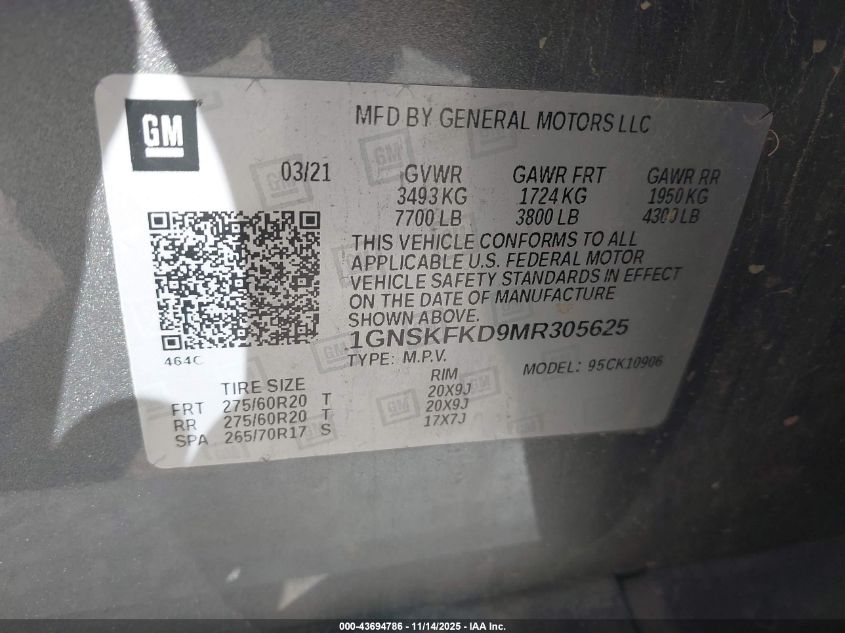 GM
MFD BY GENERAL MOTORS LLC
03/21
GVWR GAWR FRT GAWR RR
3493 KG 1724 KG 1950 KG
7700 LB 3800 LB 4300 LB
THIS VEHICLE CONFORMS TO ALL
APPLICABLE U.S. FEDERAL MOTOR
VEHICLE SAFETY STANDARDS IN EFFECT
ON THE DATE OF MANUFACTURE
SHOWN ABOVE.
1GNSKFKD9MR305625
464C
TYPE: M.P.V. MODEL: 95CK10906
TIRE SIZE RIM
FRT 275/60R20 T 20X9J
RR 275/60R20 T 20X9J
SPA 265/70R17 S 17X7J
000-43694786 - 11/14/2025 - IAA Inc.